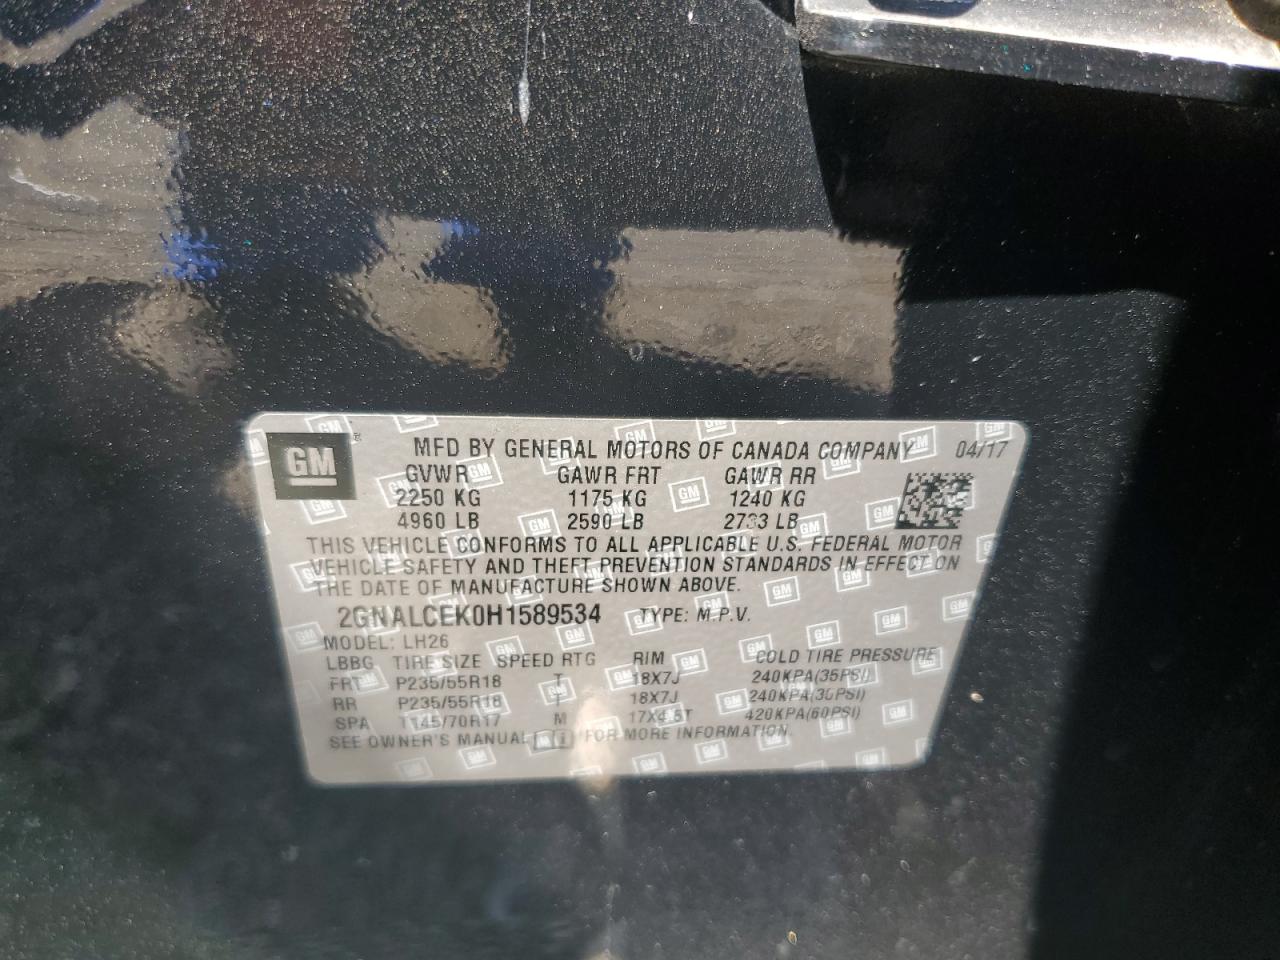 GM MFD BY GENERAL MOTORS OF CANADA COMPANY 04/17
GVWR GAWR FRT GAWR RR
2250 KG 1175 KG 1240 KG
4960 LB 2590 LB 2733 LB
THIS VEHICLE CONFORMS TO ALL APPLICABLE U.S. FEDERAL MOTOR
VEHICLE SAFETY AND THEFT PREVENTION STANDARDS IN EFFECT ON
THE DATE OF MANUFACTURE SHOWN ABOVE.
2GNALCEK0H1589534 TYPE: M.P.V.
MODEL: LH26
LBBG TIRE SIZE SPEED RTG RIM COLD TIRE PRESSURE
FRT P235/55R18 T 18X7J 240KPA(35PSI)
RR P235/55R18 T 18X7J 240KPA(35PSI)
SPA T145/70R17 M 17X4.5T 420KPA(60PSI)
SEE OWNER'S MANUAL FOR MORE INFORMATION.